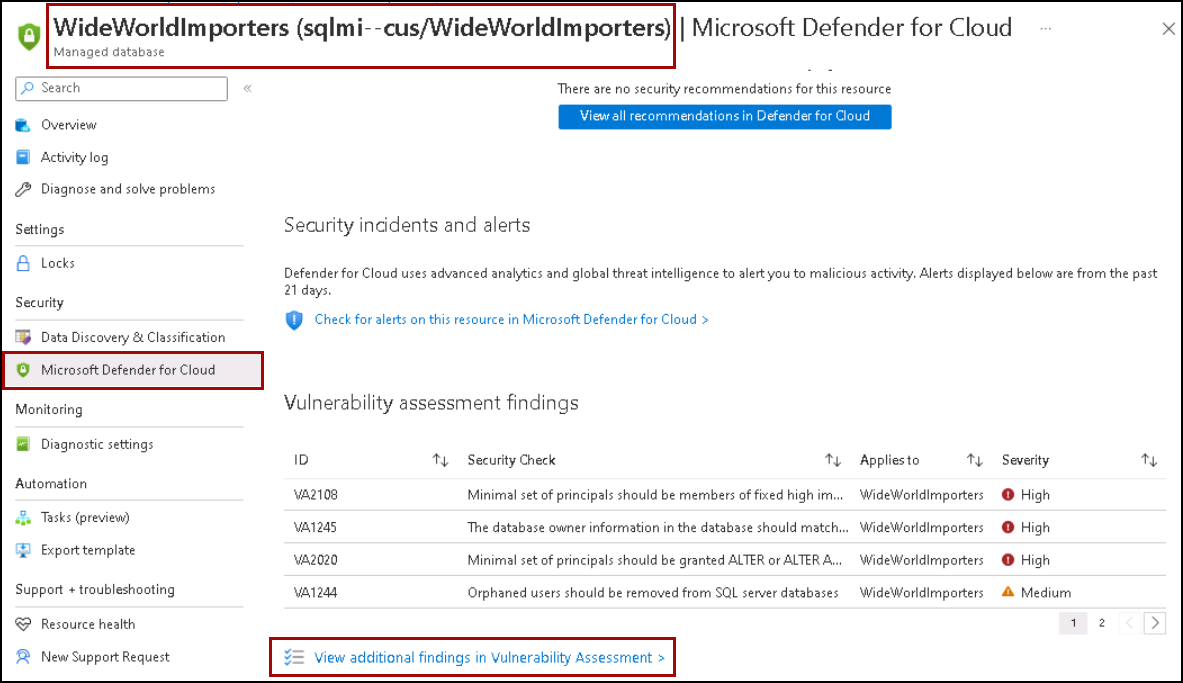 WideWorldImporters (sqlmi--cus/WideWorldImporters) | Microsoft Defender for Cloud ...
Managed database
Search
«
Overview
Activity log
Diagnose and solve problems
Settings
Locks
Security
Data Discovery & Classification
Microsoft Defender for Cloud
Monitoring
Diagnostic settings
Automation
Tasks (preview)
Export template
Support + troubleshooting
Resource health
New Support Request
There are no security recommendations for this resource
View all recommendations in Defender for Cloud
Security incidents and alerts
Defender for Cloud uses advanced analytics and global threat intelligence to alert you to malicious activity. Alerts displayed below are from the past
21 days.
Check for alerts on this resource in Microsoft Defender for Cloud >
Vulnerability assessment findings
ID Security Check Applies to Severity
VA2108 Minimal set of principals should be members of fixed high im... WideWorldImporters High
VA1245 The database owner information in the database should match... WideWorldImporters High
VA2020 Minimal set of principals should be granted ALTER or ALTER A... WideWorldImporters High
VA1244 Orphaned users should be removed from SQL server databases WideWorldImporters Medium
1 2 < >
View additional findings in Vulnerability Assessment >